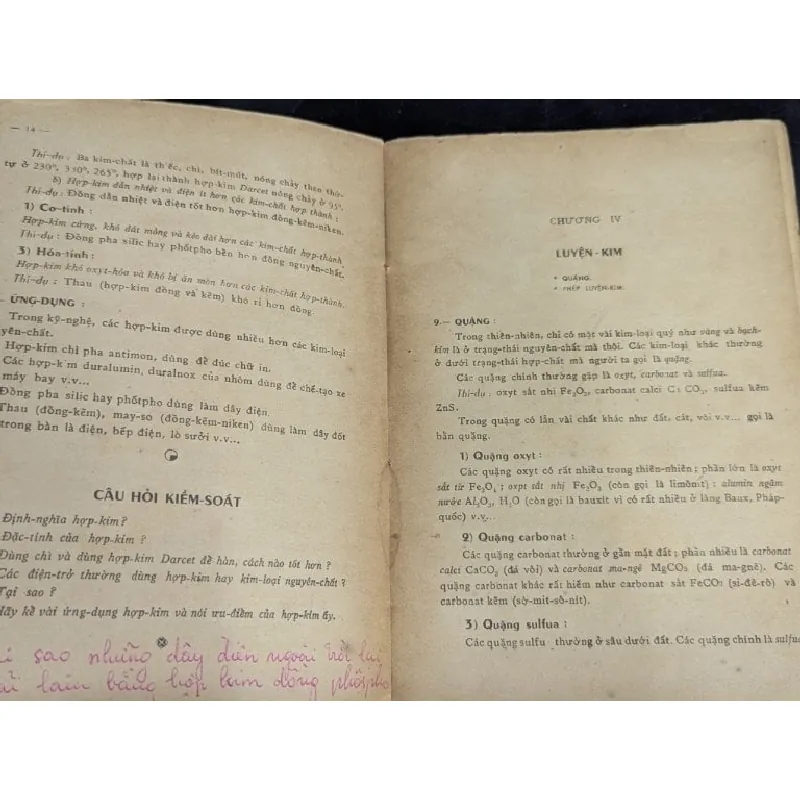 — 14 —
Thí-dụ : Ba kim-chất là thiếc, chì, bít-mút, nóng chảy theo thứ-
tự ở 230°, 330°, 265°, hợp lại thành hợp-kim Darcet nóng chảy ở 95°.
b) Hợp-kim dẫn nhiệt và điện ít hơn các kim-chất hợp thành :
Thí-dụ : Đồng dẫn nhiệt và điện tốt hơn hợp-kim đồng-kẽm-niken.
1) Cơ-tính :
Hợp-kim cứng, khó dát mỏng và kéo dài hơn các kim-chất hợp-thành.
Thí-dụ : Đồng pha silic hay phốtpho bền hơn đồng nguyên-chất.
3) Hóa-tính :
Hợp-kim khó oxyt-hóa và khó bị ăn mòn hơn các kim-chất hợp-thành.
Thí-dụ : Thau (hợp-kim đồng và kẽm) khó rỉ hơn đồng.
— ỨNG-DỤNG :
Trong kỹ-nghệ, các hợp-kim được dùng nhiều hơn các kim-loại
yên-chất.
Hợp-kim chì pha antimon, dùng để đúc chữ in.
Các hợp-kim duralumin, duralnox của nhôm dùng để chế-tạo xe
máy bay v.v...
Đồng pha silic hay phốtpho dùng làm dây điện.
Thau (đồng-kẽm), may-so (đồng-kẽm-niken) dùng làm dây đốt
trong bàn là điện, bếp điện, lò sưởi v.v...
CÂU HỎI KIỂM-SOÁT
Định-nghĩa hợp-kim ?
Đặc-tính của hợp-kim ?
Dùng chì và dùng hợp-kim Darcet để hàn, cách nào tốt hơn ?
Các điện-trở thường dùng hợp-kim hay kim-loại nguyên-chất ?
Tại sao ?
Hãy kể vài ứng-dụng hợp-kim và nói ưu-điểm của hợp-kim ấy.
sao những dây điện ngoài trời lại
làm bằng hợp kim đồng phốtpho
CHƯƠNG IV
LUYỆN - KIM
• QUẶNG.
• PHÉP LUYỆN-KIM.
9.— QUẶNG :
Trong thiên-nhiên, chỉ có một vài kim-loại quý như vàng và bạch-
kim là ở trạng-thái nguyên-chất mà thôi. Các kim-loại khác thường
ở dưới trạng-thái hợp-chất mà người ta gọi là quặng.
Các quặng chính thường gặp là oxyt, carbonat và sulfua.
Thí-dụ : oxyt sắt nhị Fe₂O₃, carbonat calci CaCO₃, sulfua kẽm
ZnS.
Trong quặng có lẫn vài chất khác như đất, cát, vôi v.v... gọi là
bẩn quặng.
1) Quặng oxyt :
Các quặng oxyt có rất nhiều trong thiên-nhiên ; phần lớn là oxyt
sắt từ Fe₃O₄ ; oxyt sắt nhị Fe₂O₃ (còn gọi là limônit) ; alumin ngậm
nước Al₂O₃, H₂O (còn gọi là bauxit vì có rất nhiều ở làng Baux, Pháp-
quốc) v.v...
2) Quặng carbonat :
Các quặng carbonat thường ở gần mặt đất ; phần nhiều là carbonat
calci CaCO₃ (đá vôi) và carbonat ma-ngê MgCO₃ (đá ma-gnê). Các
quặng carbonat khác rất hiếm như carbonat sắt FeCO₃ (si-đê-rô) và
carbonat kẽm (sờ-mit-sô-nit).
3) Quặng sulfua :
Các quặng sulfu thường ở sâu dưới đất. Các quặng chính là sulfua